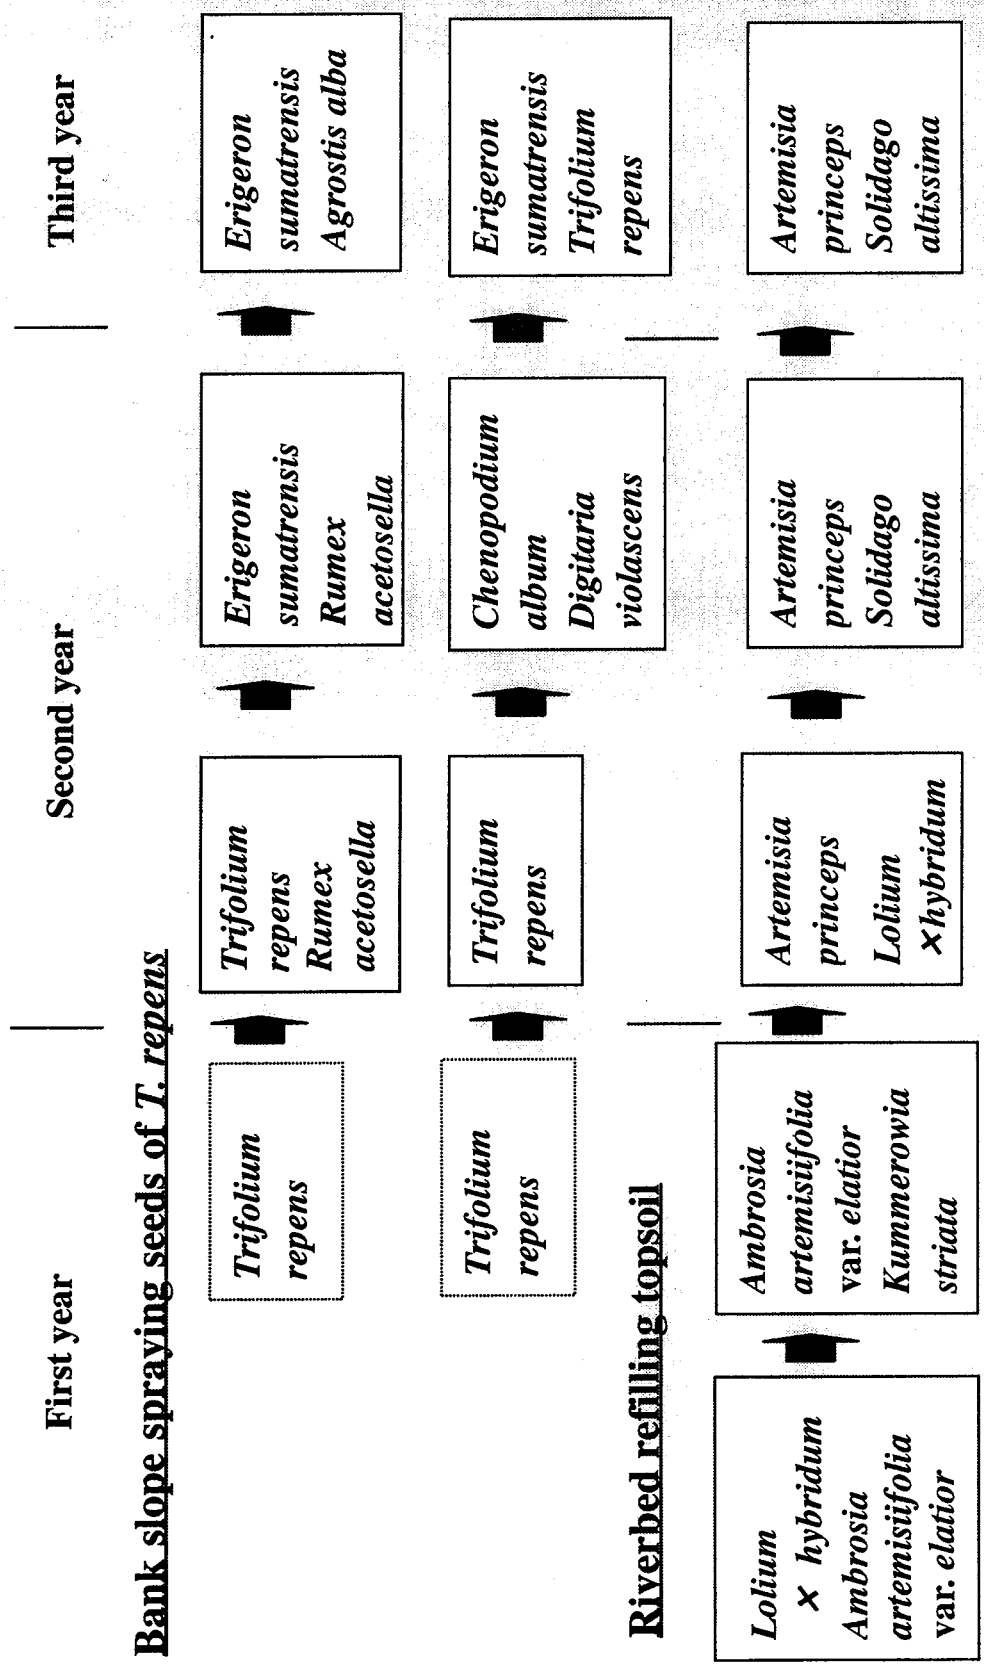 First year
Second year
Third year
Bank slope spraying seeds of T. repens
Trifolium
repens
Trifolium
repens
Rumex
acetosella
Erigeron
sumatrensis
Rumex
acetosella
Erigeron
sumatrensis
Agrostis alba
Trifolium
repens
Trifolium
repens
Chenopodium
album
Digitaria
violascens
Erigeron
sumatrensis
Trifolium
repens
Riverbed refilling topsoil
Lolium
× hybridum
Ambrosia
artemisiifolia
var. elatior
Ambrosia
artemisiifolia
var. elatior
Kummerowia
striata
Artemisia
princeps
Lolium
×hybridum
Artemisia
princeps
Solidago
altissima
Artemisia
princeps
Solidago
altissima